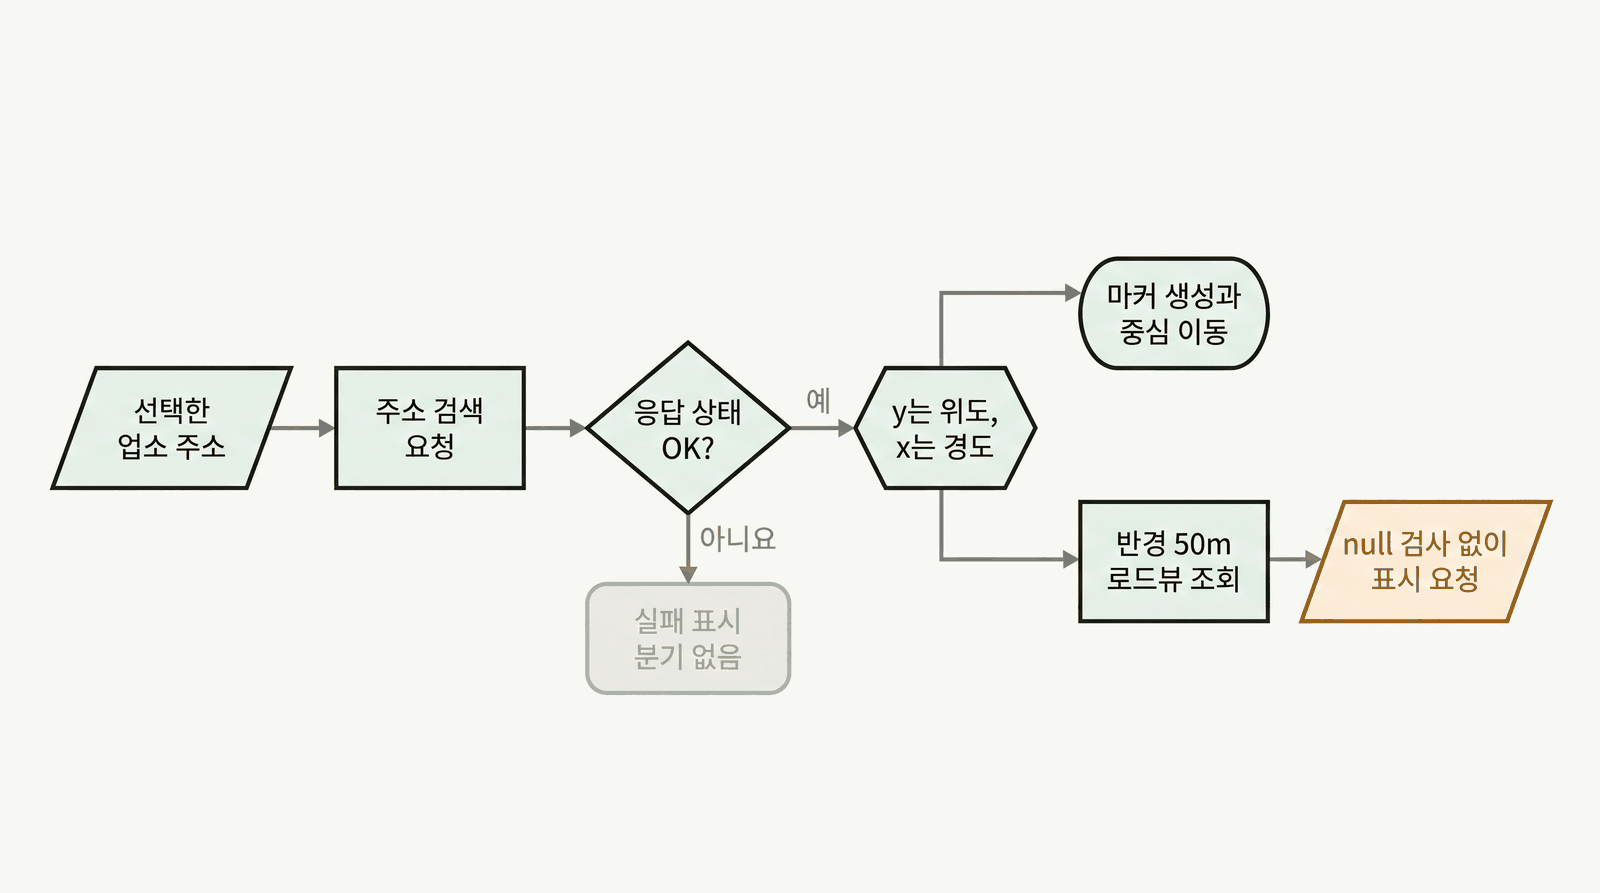 선택한
업소 주소
주소 검색
요청
응답 상태
OK?
예
아니요
실패 표시
분기 없음
y는 위도,
x는 경도
마커 생성과
중심 이동
반경 50m
로드뷰 조회
null 검사 없이
표시 요청